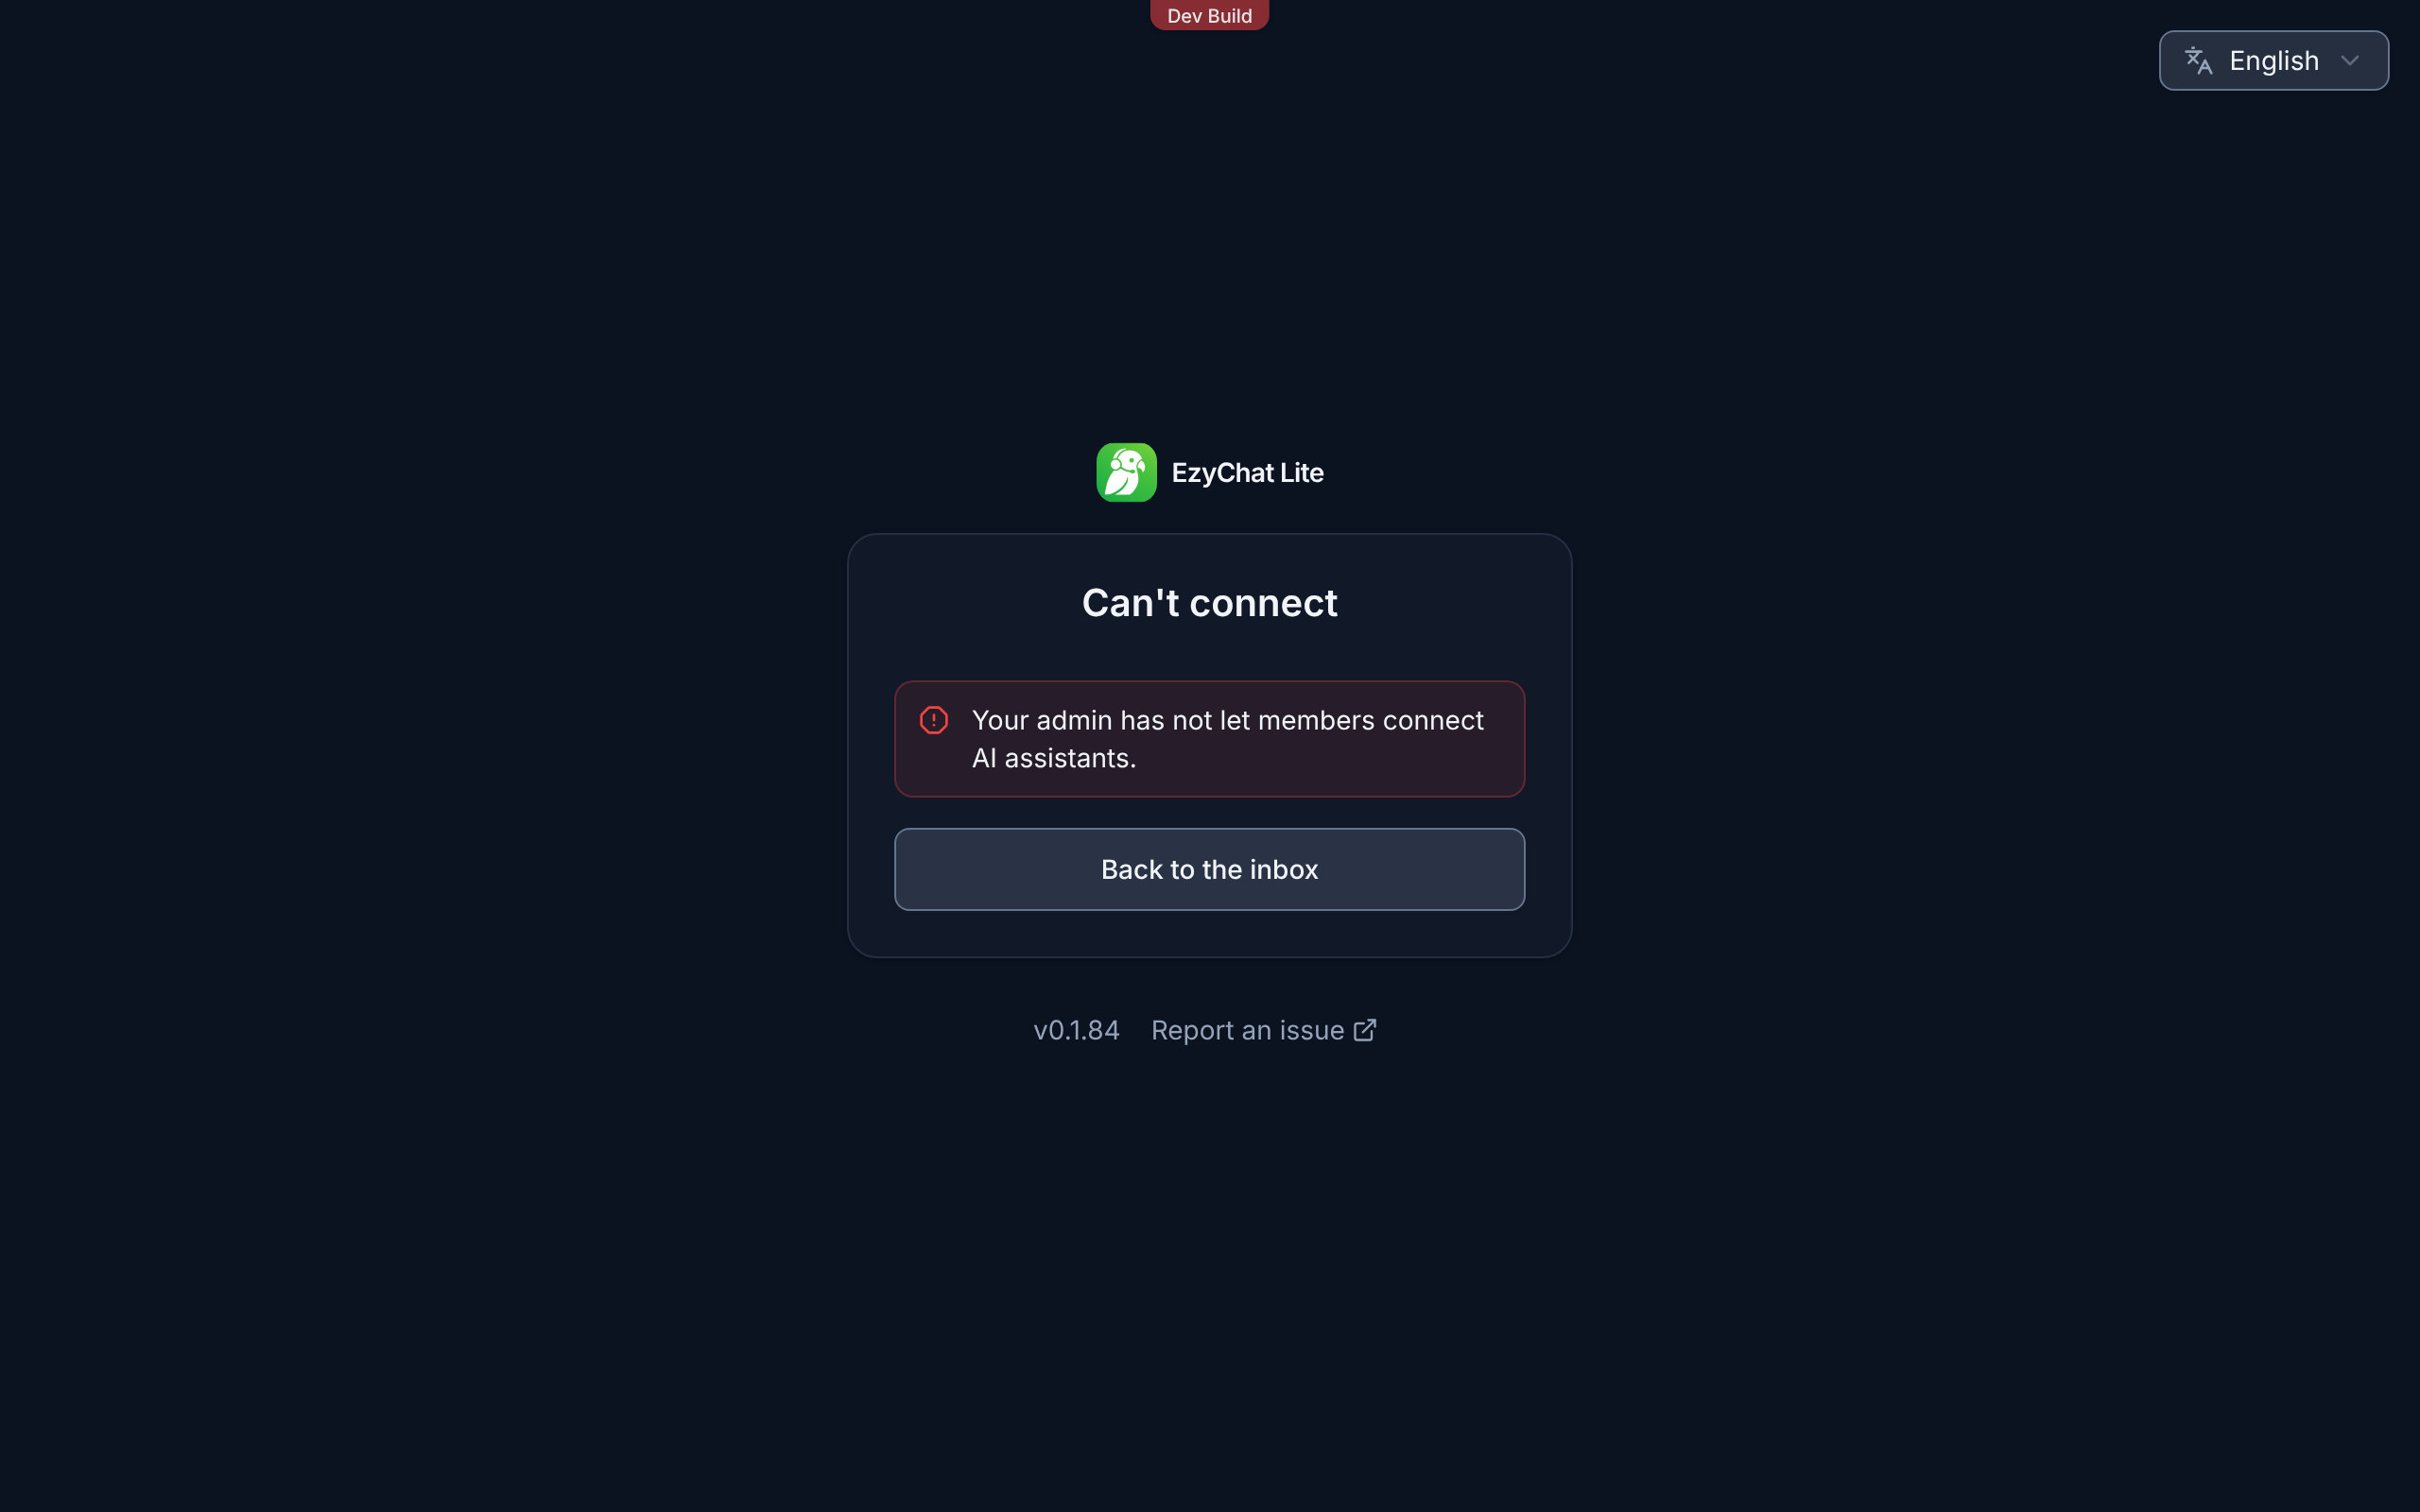 Dev Build
English
EzyChat Lite
Can't connect
Your admin has not let members connect
AI assistants.
Back to the inbox
v0.1.84 Report an issue